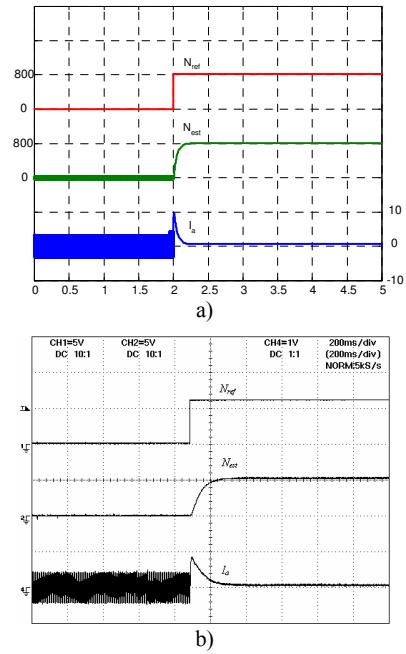 a)
N_ref
800
0
N_est
800
0
I_a
10
0
-10
0 0.5 1 1.5 2 2.5 3 3.5 4 4.5 5
a)
CH1=5V CH2=5V CH4=1V 200ms/div
DC 10:1 DC 10:1 DC 1:1 (200ms/div)
NORM:5kS/s
N_ref
N_est
I_a
b)